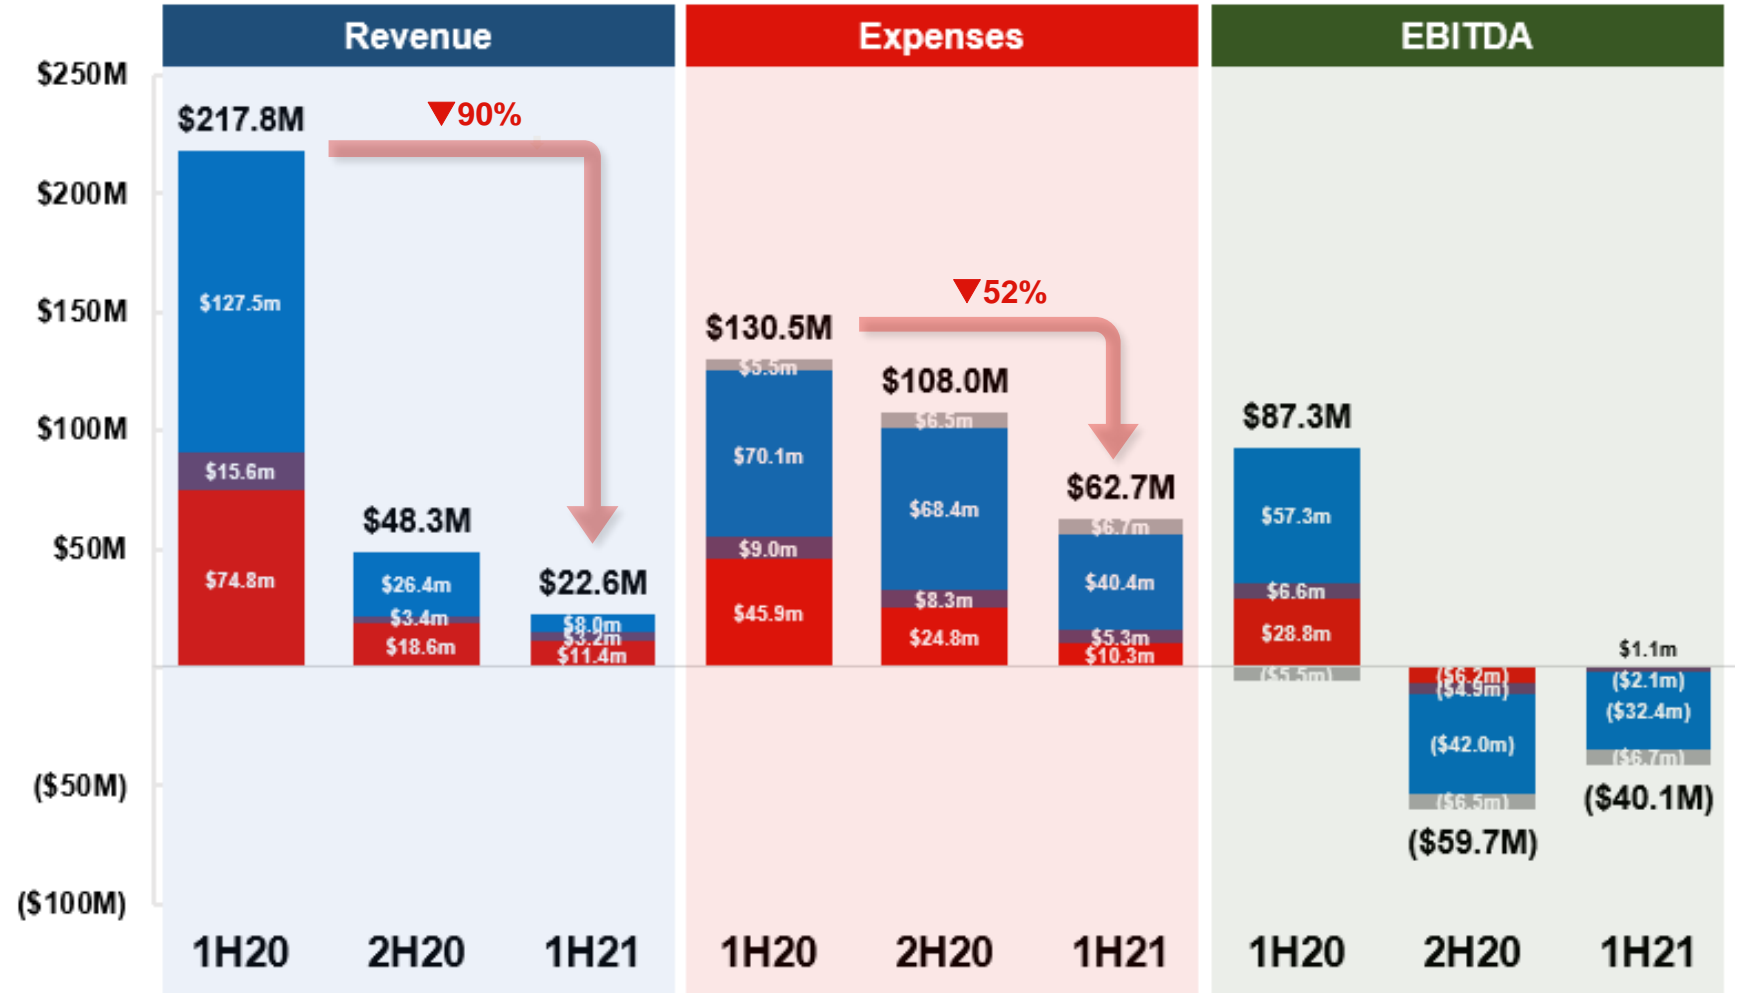 Revenue
Expenses
EBITDA
$250M
$200M
$150M
$100M
$50M
($50M)
($100M)
$217.8M
▼90%
$127.5m
$15.6m
$74.8m
$48.3M
$26.4m
$3.4m
$18.6m
$22.6M
$8.0m
$3.2m
$11.4m
1H20
2H20
1H21
$130.5M
▼52%
$5.5m
$70.1m
$9.0m
$45.9m
$108.0M
$6.5m
$68.4m
$8.3m
$24.8m
$62.7M
$6.7m
$40.4m
$5.3m
$10.3m
1H20
2H20
1H21
$87.3M
$57.3m
$6.6m
$28.8m
($5.5m)
($6.2m)
($4.9m)
($42.0m)
($6.5m)
($59.7M)
$1.1m
($2.1m)
($32.4m)
($6.7m)
($40.1M)
1H20
2H20
1H21